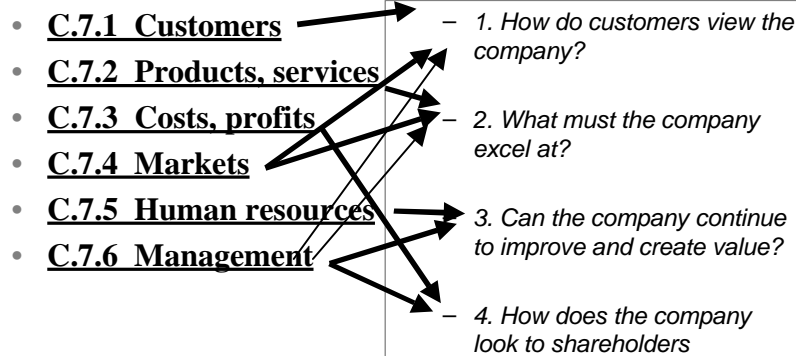 • C.7.1 Customers
• C.7.2 Products, services
• C.7.3 Costs, profits
• C.7.4 Markets
• C.7.5 Human resources
• C.7.6 Management
– 1. How do customers view the
company?
– 2. What must the company
excel at?
– 3. Can the company continue
to improve and create value?
– 4. How does the company
look to shareholders